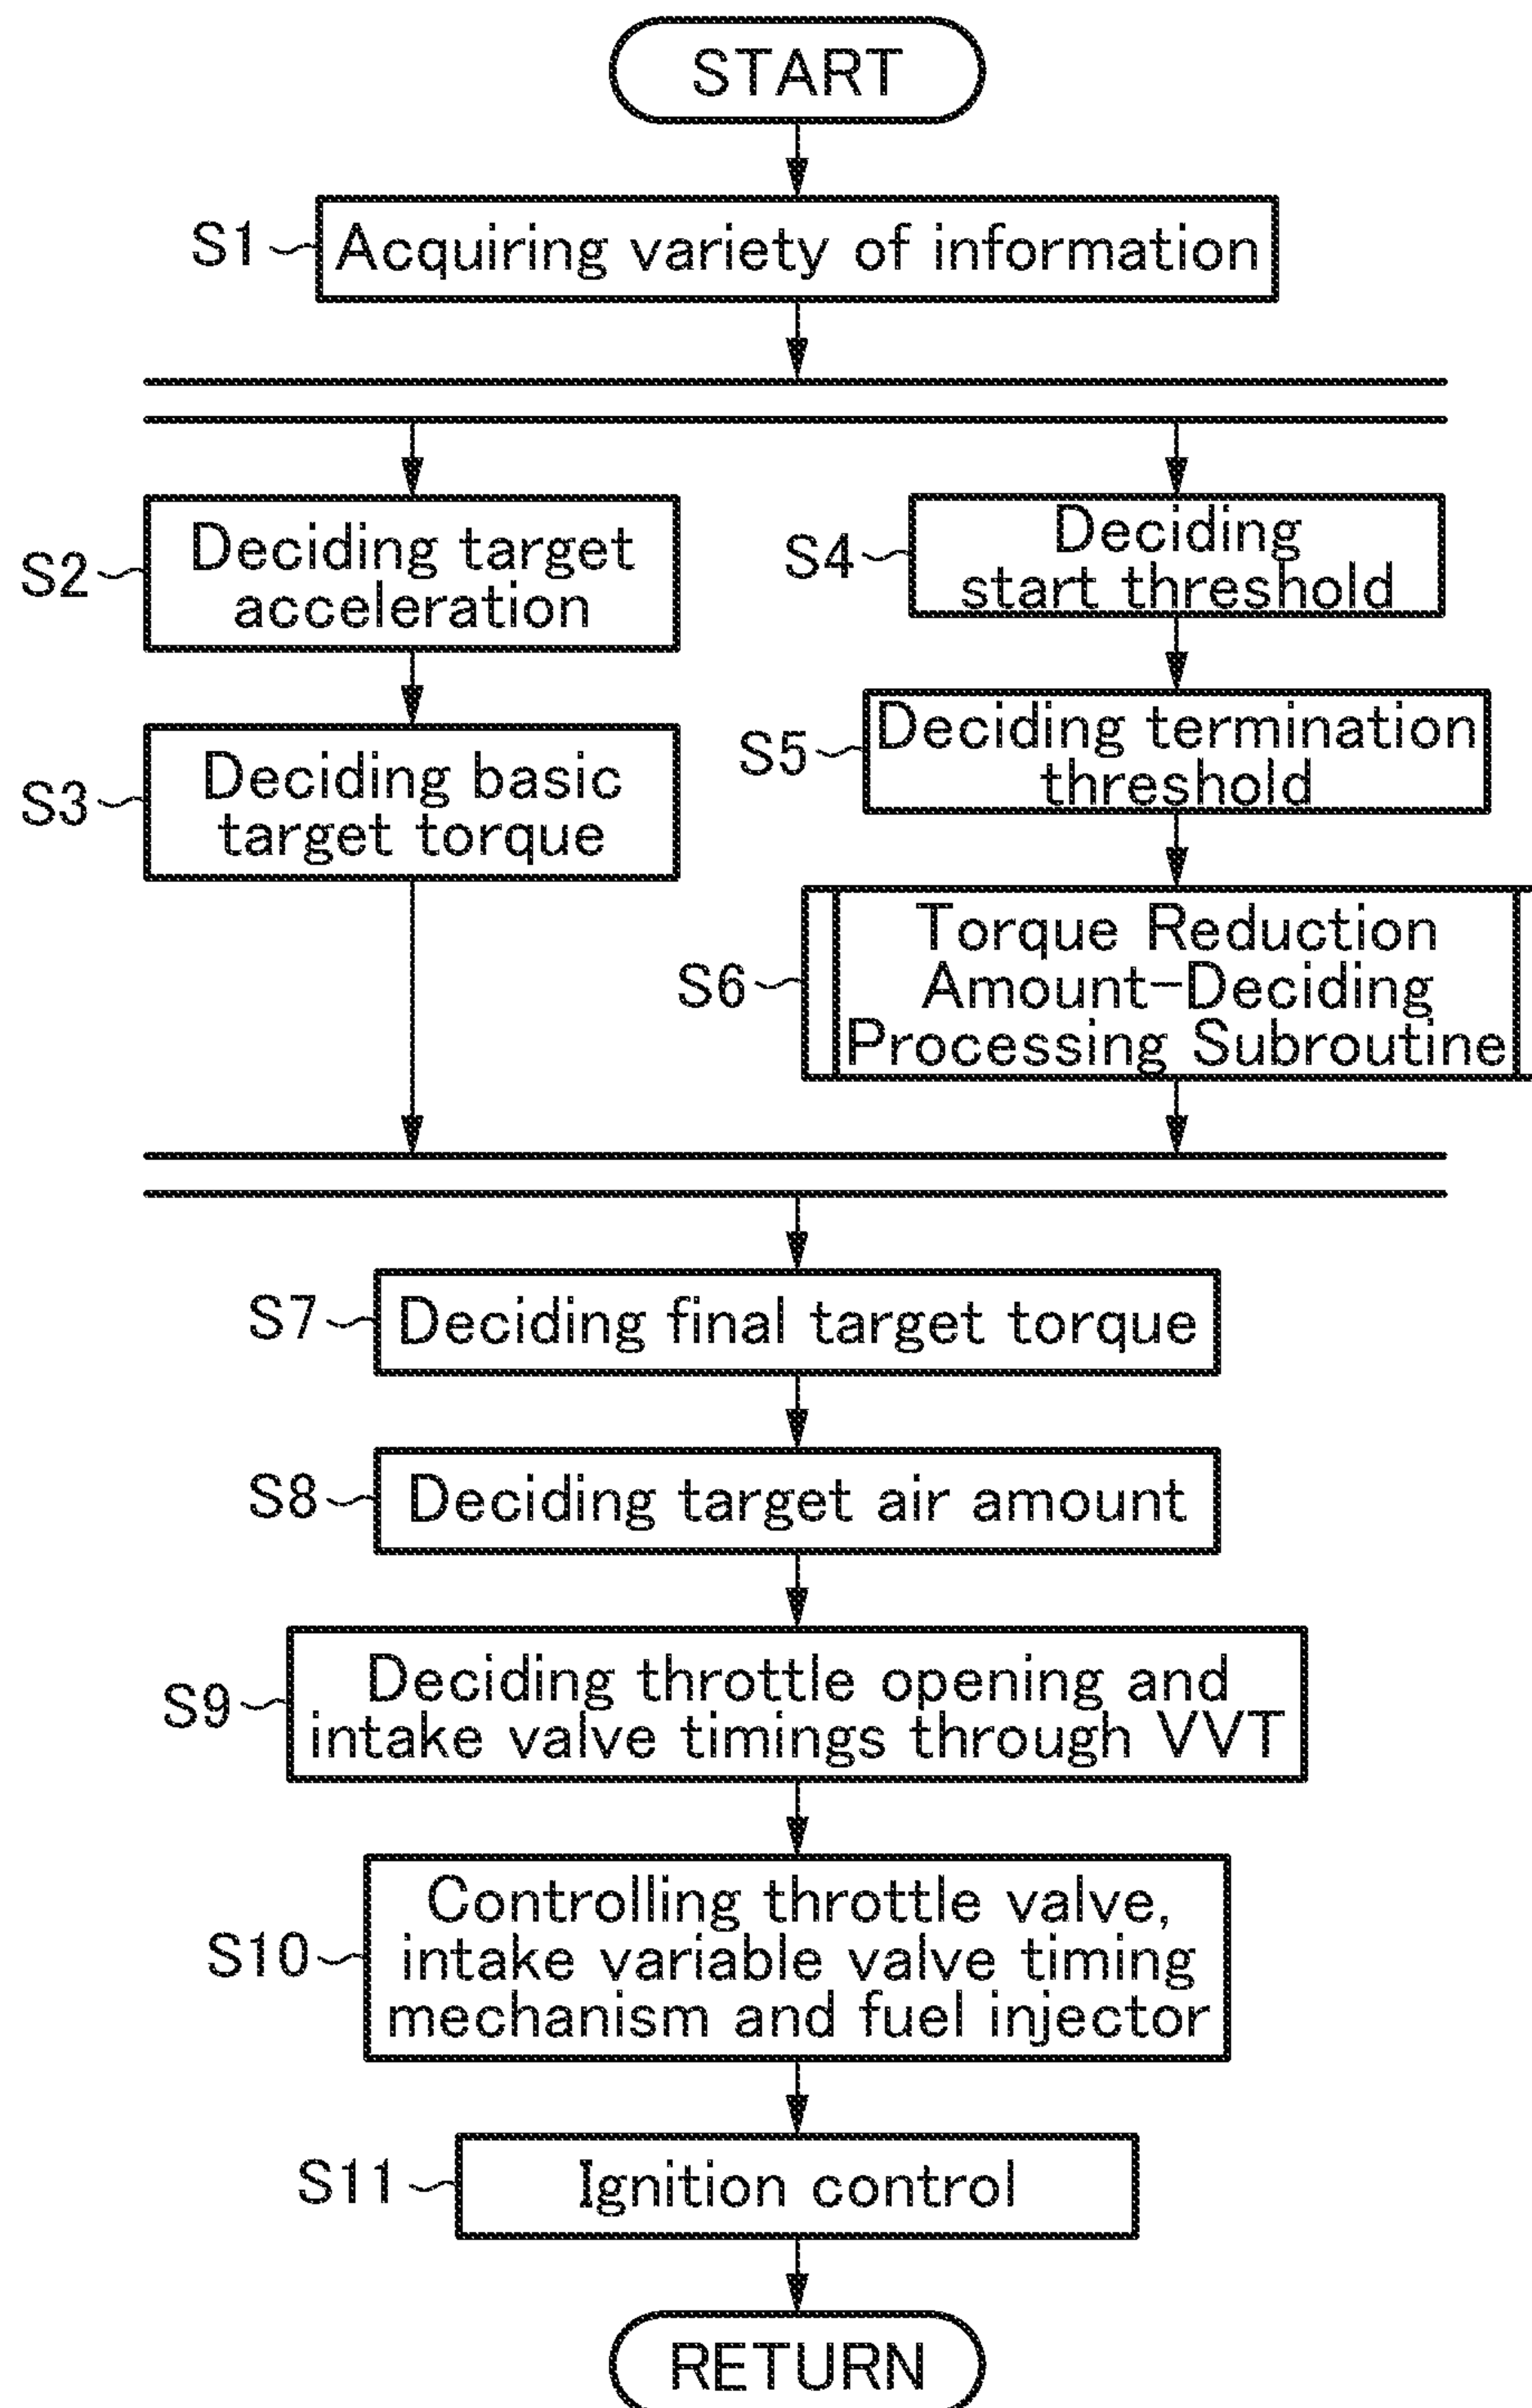 START
S1
Acquiring variety of information
S2
Deciding target
acceleration
S3
Deciding basic
target torque
S4
Deciding
start threshold
S5
Deciding termination
threshold
S6
Torque Reduction
Amount-Deciding
Processing Subroutine
S7
Deciding final target torque
S8
Deciding target air amount
S9
Deciding throttle opening and
intake valve timings through VVT
S10
Controlling throttle valve,
intake variable valve timing
mechanism and fuel injector
S11
Ignition control
RETURN